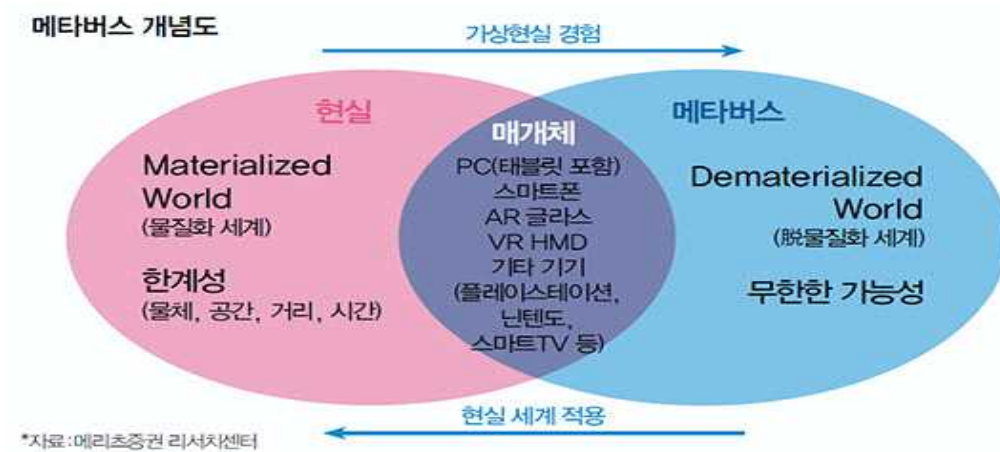 메타버스 개념도
가상현실 경험
현실
Materialized
World
(물질화 세계)
한계성
(물체, 공간, 거리, 시간)
매개체
PC(태블릿 포함)
스마트폰
AR 글라스
VR HMD
기타 기기
(플레이스테이션,
닌텐도,
스마트TV 등)
메타버스
Dematerialized
World
(脫물질화 세계)
무한한 가능성
현실 세계 적용
*자료:메리츠증권 리서치센터